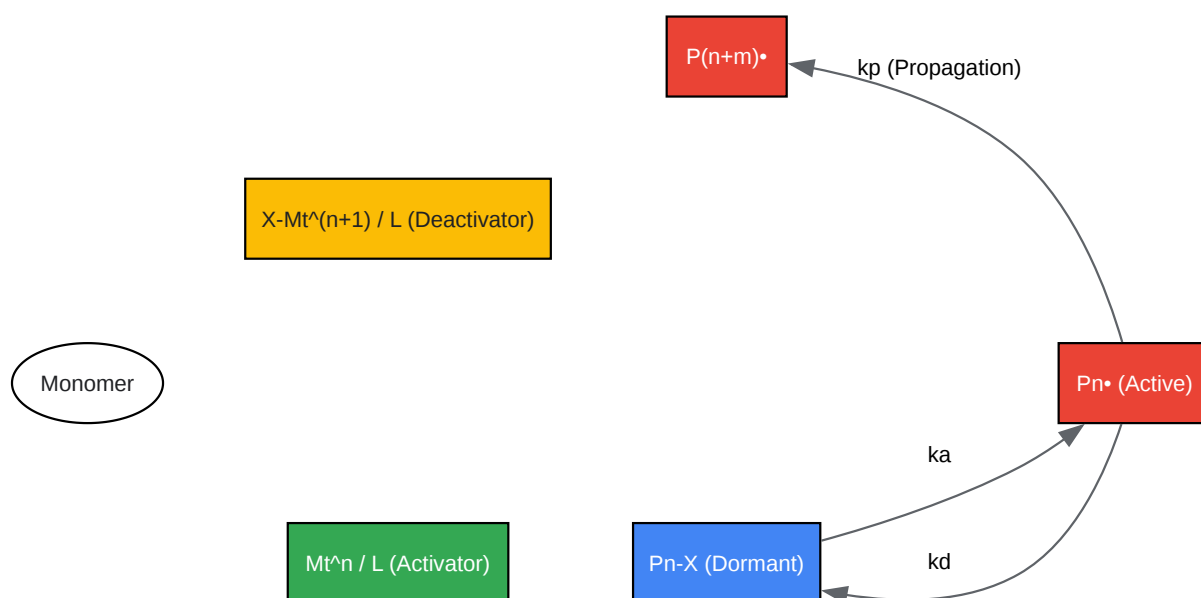 P(n+m)•
kp (Propagation)
X-Mt^(n+1) / L (Deactivator)
Monomer
Pn• (Active)
ka
Mt^n / L (Activator)
Pn-X (Dormant)
kd